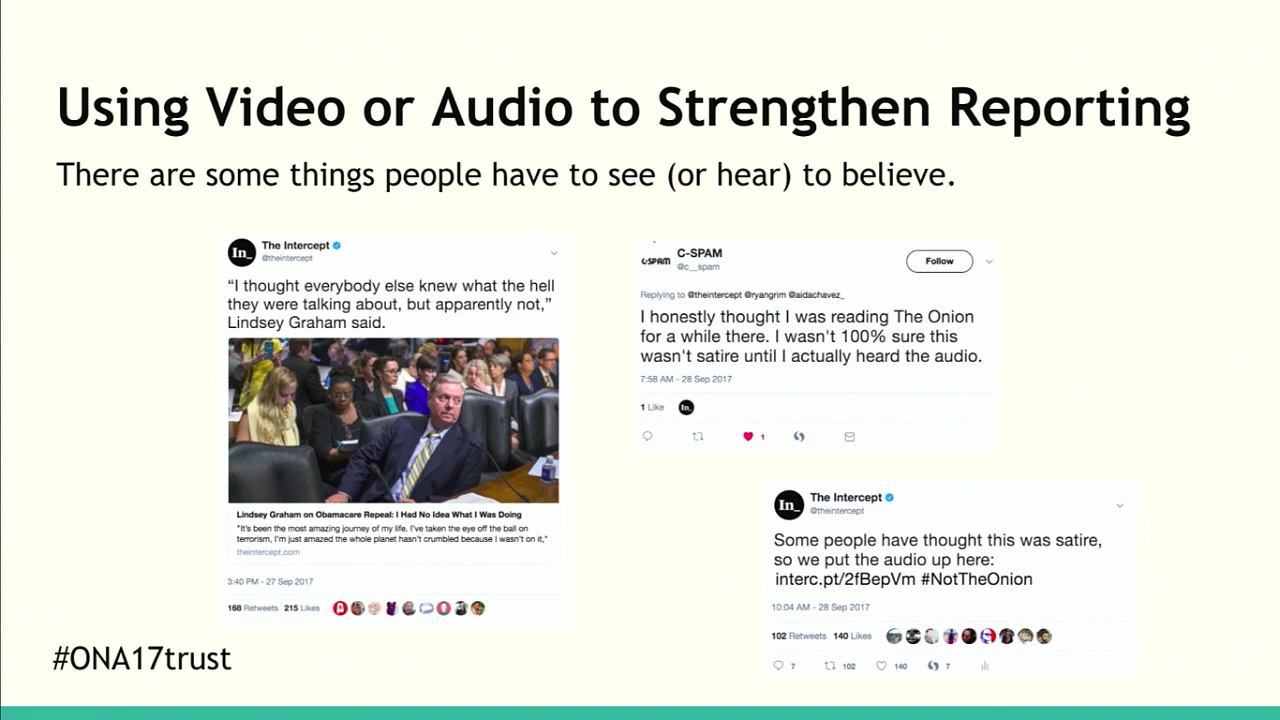 Using Video or Audio to Strengthen Reporting
There are some things people have to see (or hear) to believe.
In_
The Intercept
@theintercept
“I thought everybody else knew what the hell
they were talking about, but apparently not,”
Lindsey Graham said.
Lindsey Graham on Obamacare Repeal: I Had No Idea What I Was Doing
"It's been the most amazing journey of my life. I've taken the eye off the ball on
terrorism, I'm just amazed the whole planet hasn't crumbled because I wasn't on it,"
theintercept.com
3:40 PM - 27 Sep 2017
168 Retweets 215 Likes
C-SPAM
C-SPAM
@c__spam
Follow
Replying to @theintercept @ryangrim @aidachavez_
I honestly thought I was reading The Onion
for a while there. I wasn't 100% sure this
wasn't satire until I actually heard the audio.
7:58 AM - 28 Sep 2017
1 Like In_
1
In_
The Intercept
@theintercept
Some people have thought this was satire,
so we put the audio up here:
interc.pt/2fBepVm #NotTheOnion
10:04 AM - 28 Sep 2017
102 Retweets 140 Likes
7 102 140 7
#ONA17trust